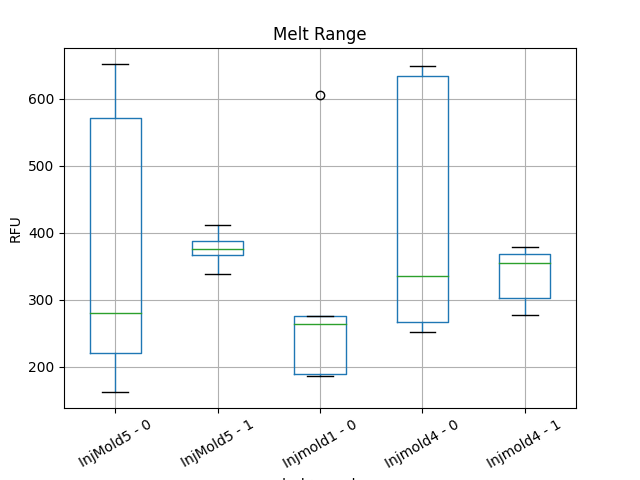 Melt Range
RFU
600
500
400
300
200
InjMold5 - 0
InjMold5 - 1
Injmold1 - 0
Injmold4 - 0
Injmold4 - 1